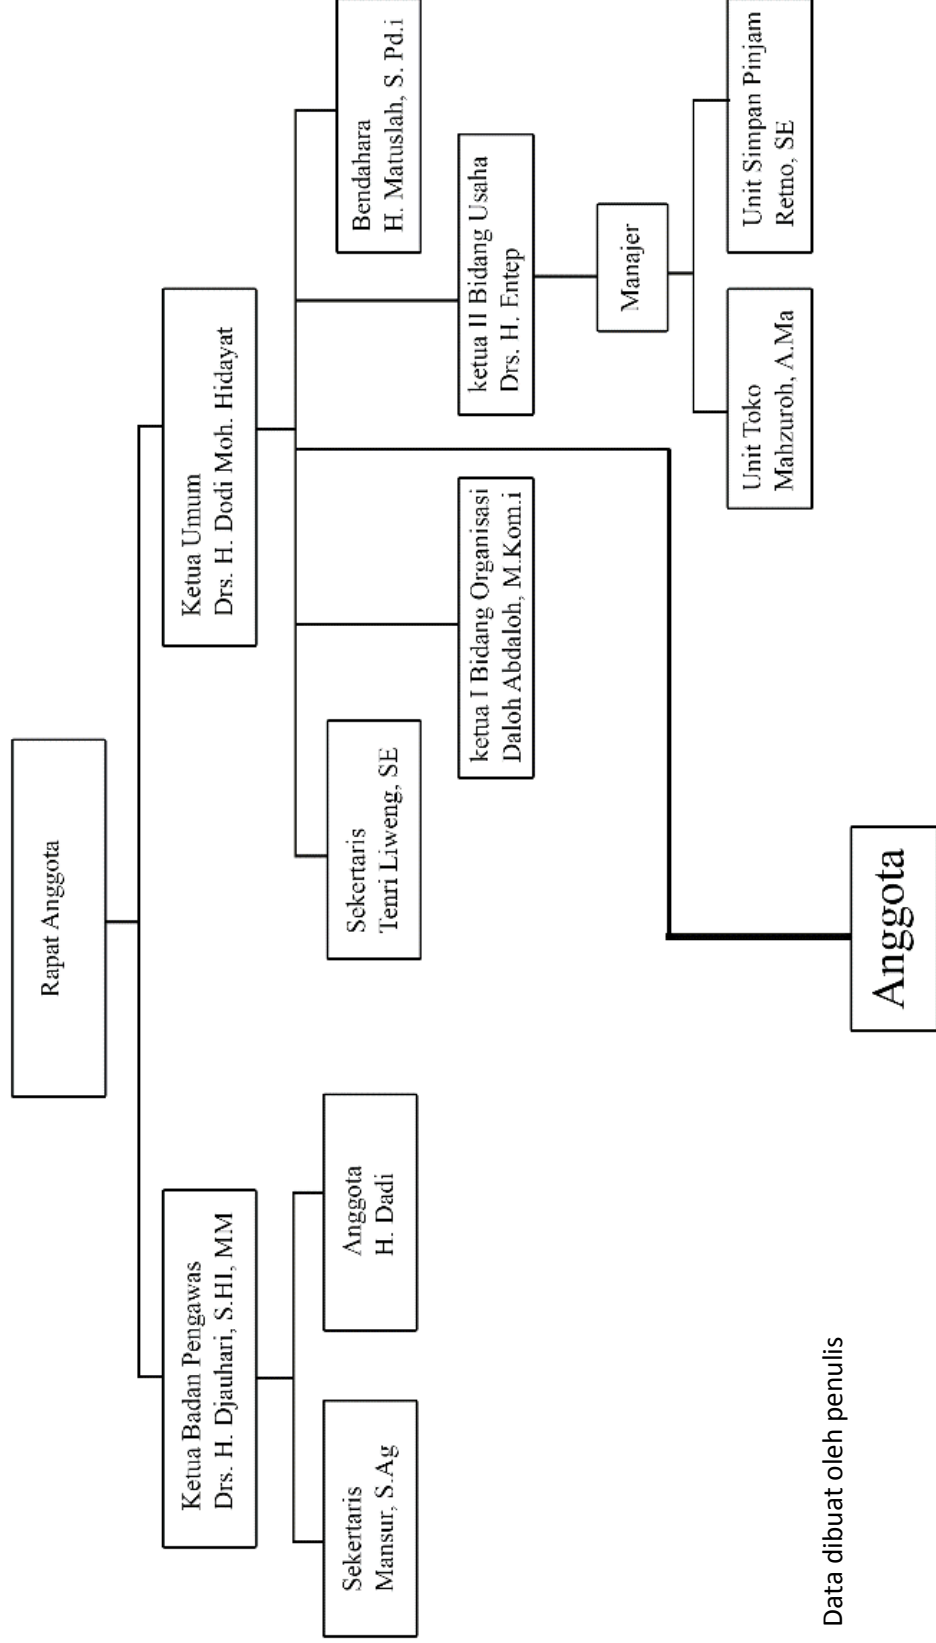 Rapat Anggota
Ketua Badan Pengawas
Drs. H. Djauhari, S.HI, MM
Ketua Umum
Drs. H. Dodi Moh. Hidayat
Sekertaris
Mansur, S.Ag
Anggota
H. Dadi
Sekertaris
Tenri Liweng, SE
Bendahara
H. Matuslah, S. Pd.i
ketua I Bidang Organisasi
Daloh Abdaloh, M.Kom.i
ketua II Bidang Usaha
Drs. H. Entep
Manajer
Unit Toko
Mahzuroh, A.Ma
Unit Simpan Pinjam
Retno, SE
Anggota
Data dibuat oleh penulis